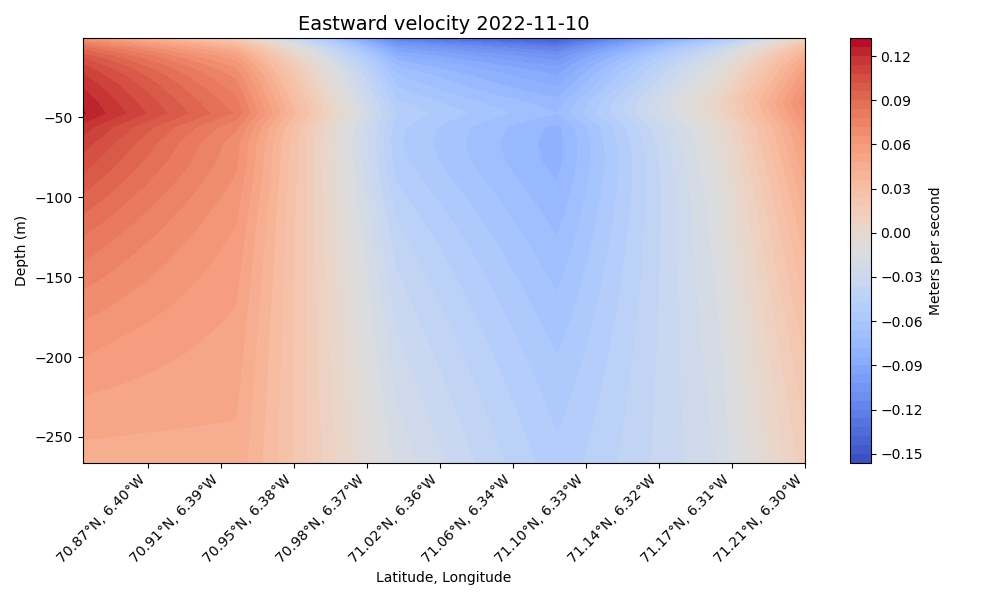 Eastward velocity 2022-11-10
Depth (m)
−50
−100
−150
−200
−250
70.87°N, 6.40°W
70.91°N, 6.39°W
70.95°N, 6.38°W
70.98°N, 6.37°W
71.02°N, 6.36°W
71.06°N, 6.34°W
71.10°N, 6.33°W
71.14°N, 6.32°W
71.17°N, 6.31°W
71.21°N, 6.30°W
Latitude, Longitude
0.12
0.09
0.06
0.03
0.00
−0.03
−0.06
−0.09
−0.12
−0.15
Meters per second